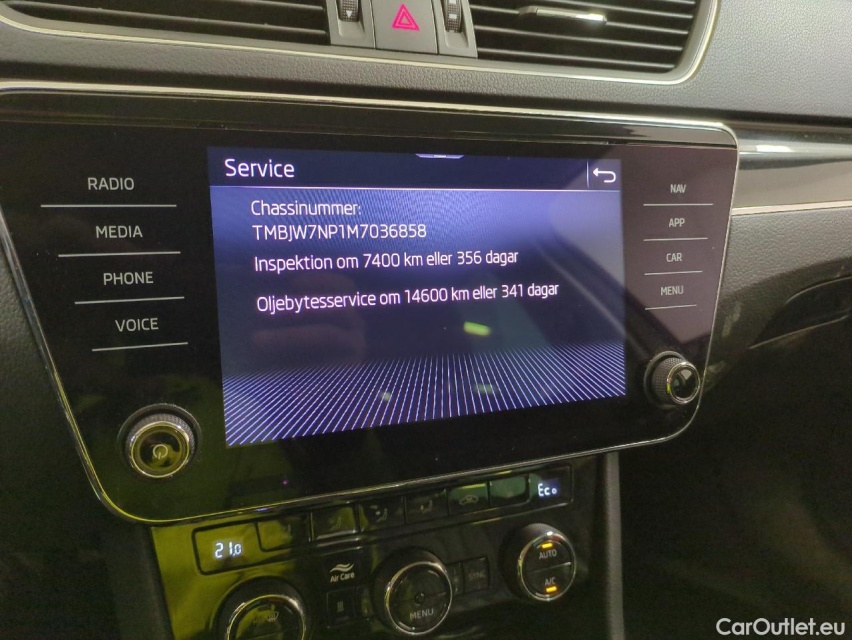 Service
Chassinummer:
TMBJW7NP1M7036858
Inspektion om 7400 km eller 356 dagar
Oljebytesservice om 14600 km eller 341 dagar
RADIO
MEDIA
PHONE
VOICE
NAV
APP
CAR
MENU
21.0
Eco
Air Care
MENU
SYNC
AUTO
A/C
CarOutlet.eu